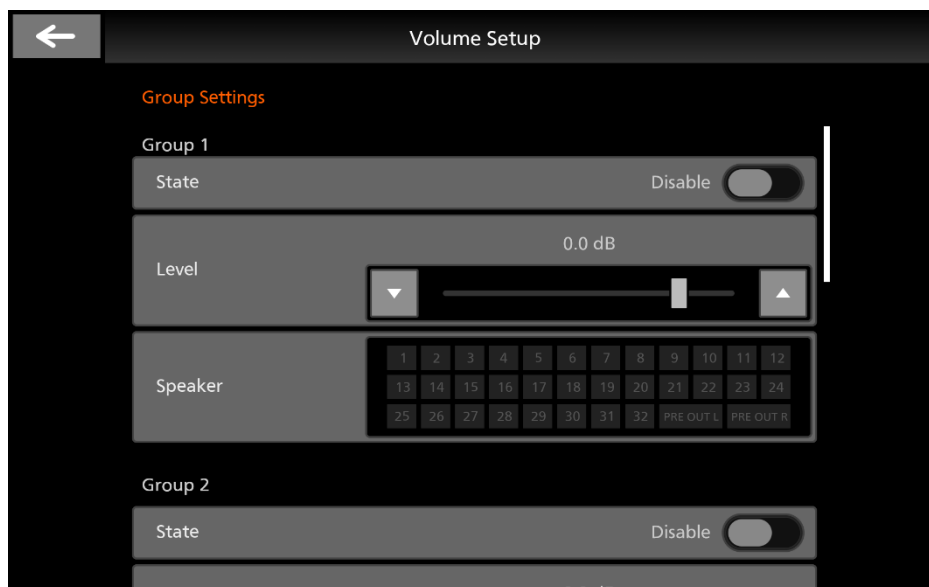 Volume Setup
Group Settings
Group 1
State Disable
0.0 dB
Level
1 2 3 4 5 6 7 8 9 10 11 12
Speaker 13 14 15 16 17 18 19 20 21 22 23 24
25 26 27 28 29 30 31 32 PRE OUT L PRE OUT R
Group 2
State Disable